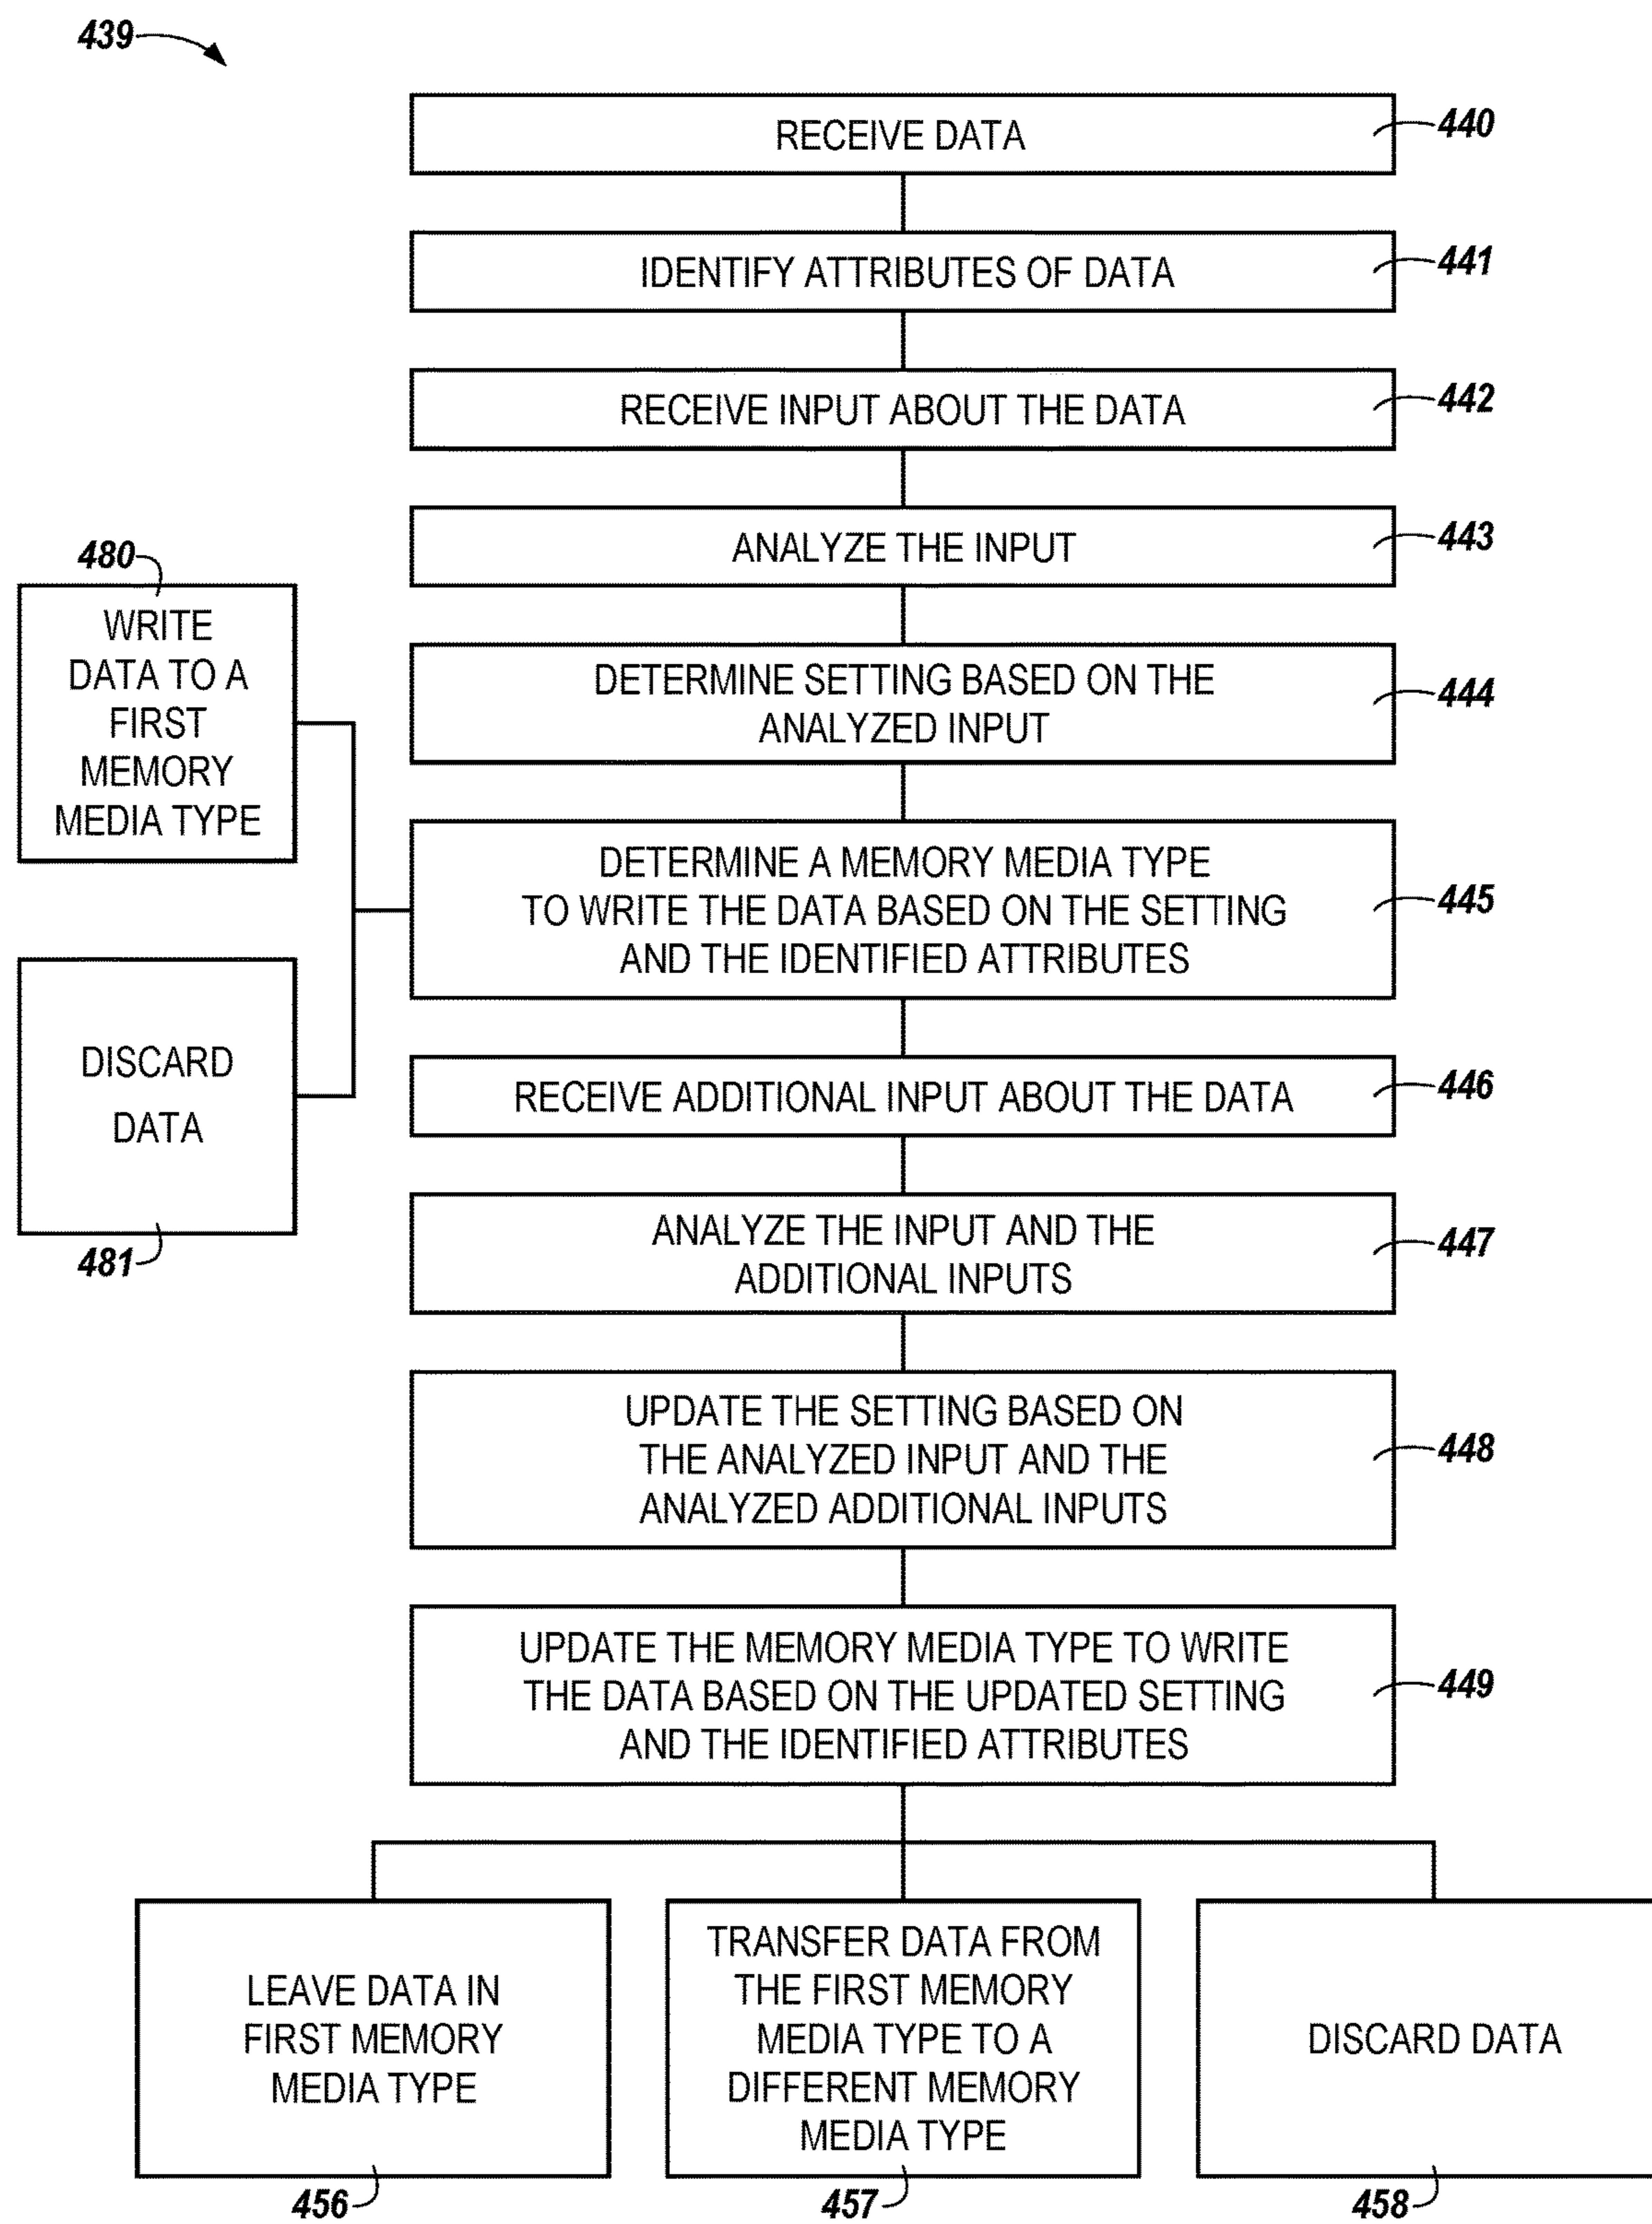 439
RECEIVE DATA
440
IDENTIFY ATTRIBUTES OF DATA
441
RECEIVE INPUT ABOUT THE DATA
442
ANALYZE THE INPUT
443
480
WRITE
DATA TO A
FIRST
MEMORY
MEDIA TYPE
DETERMINE SETTING BASED ON THE
ANALYZED INPUT
444
DETERMINE A MEMORY MEDIA TYPE
TO WRITE THE DATA BASED ON THE SETTING
AND THE IDENTIFIED ATTRIBUTES
445
DISCARD
DATA
481
RECEIVE ADDITIONAL INPUT ABOUT THE DATA
446
ANALYZE THE INPUT AND THE
ADDITIONAL INPUTS
447
UPDATE THE SETTING BASED ON
THE ANALYZED INPUT AND THE
ANALYZED ADDITIONAL INPUTS
448
UPDATE THE MEMORY MEDIA TYPE TO WRITE
THE DATA BASED ON THE UPDATED SETTING
AND THE IDENTIFIED ATTRIBUTES
449
LEAVE DATA IN
FIRST MEMORY
MEDIA TYPE
456
TRANSFER DATA FROM
THE FIRST MEMORY
MEDIA TYPE TO A
DIFFERENT MEMORY
MEDIA TYPE
457
DISCARD DATA
458